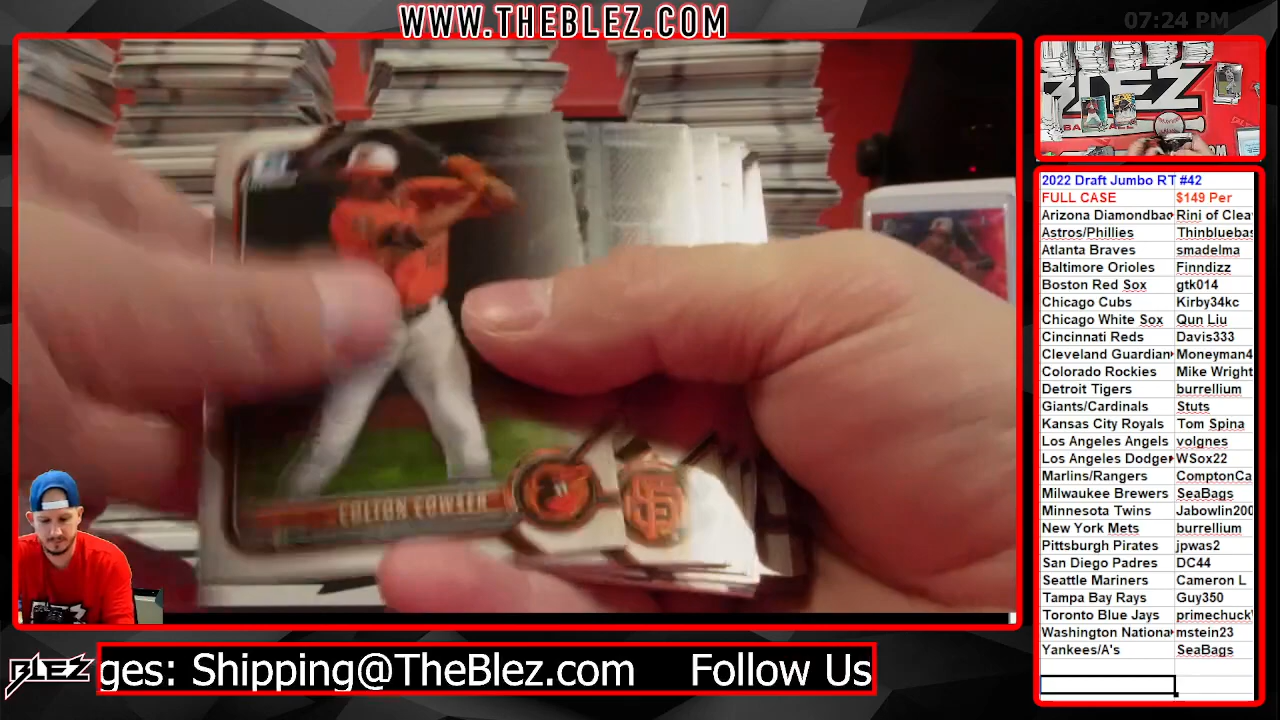 WWW.THEBLEZ.COM
07:24 PM
BLEZ
2022 Draft Jumbo RT #42
FULL CASE $149 Per
Arizona Diamondbac Rini of Clea
Astros/Phillies Thinbluebas
Atlanta Braves smadelma
Baltimore Orioles Finndizz
Boston Red Sox gtk014
Chicago Cubs Kirby34kc
Chicago White Sox Qun Liu
Cincinnati Reds Davis333
Cleveland Guardian Moneyman4
Colorado Rockies Mike Wright
Detroit Tigers burrellium
Giants/Cardinals Stuts
Kansas City Royals Tom Spina
Los Angeles Angels volgnes
Los Angeles Dodge WSox22
Marlins/Rangers ComptonCa
Milwaukee Brewers SeaBags
Minnesota Twins Jabowlin200
New York Mets burrellium
Pittsburgh Pirates jpwas2
San Diego Padres DC44
Seattle Mariners Cameron L
Tampa Bay Rays Guy350
Toronto Blue Jays primechuck
Washington Nationa mstein23
Yankees/A's SeaBags
COLTON COWSER
SF
BLEZ
ges: Shipping@TheBlez.com Follow Us